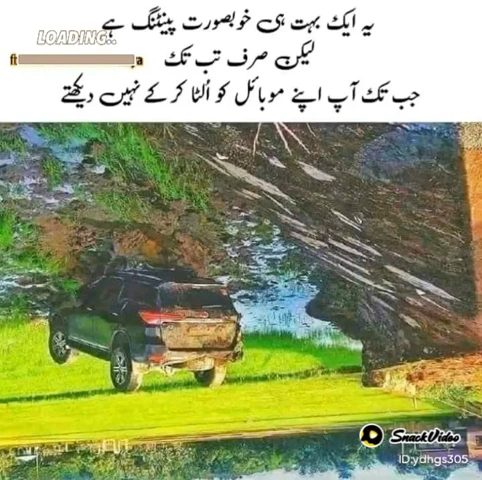 یہ ایک بہت ہی خوبصورت پینٹنگ ہے
LOADING..
لیکن صرف تب تک
جب تک آپ اپنے موبائل کو اُلٹا کر کے نہیں دیکھتے
SnackVideo
ID:ydhgs305